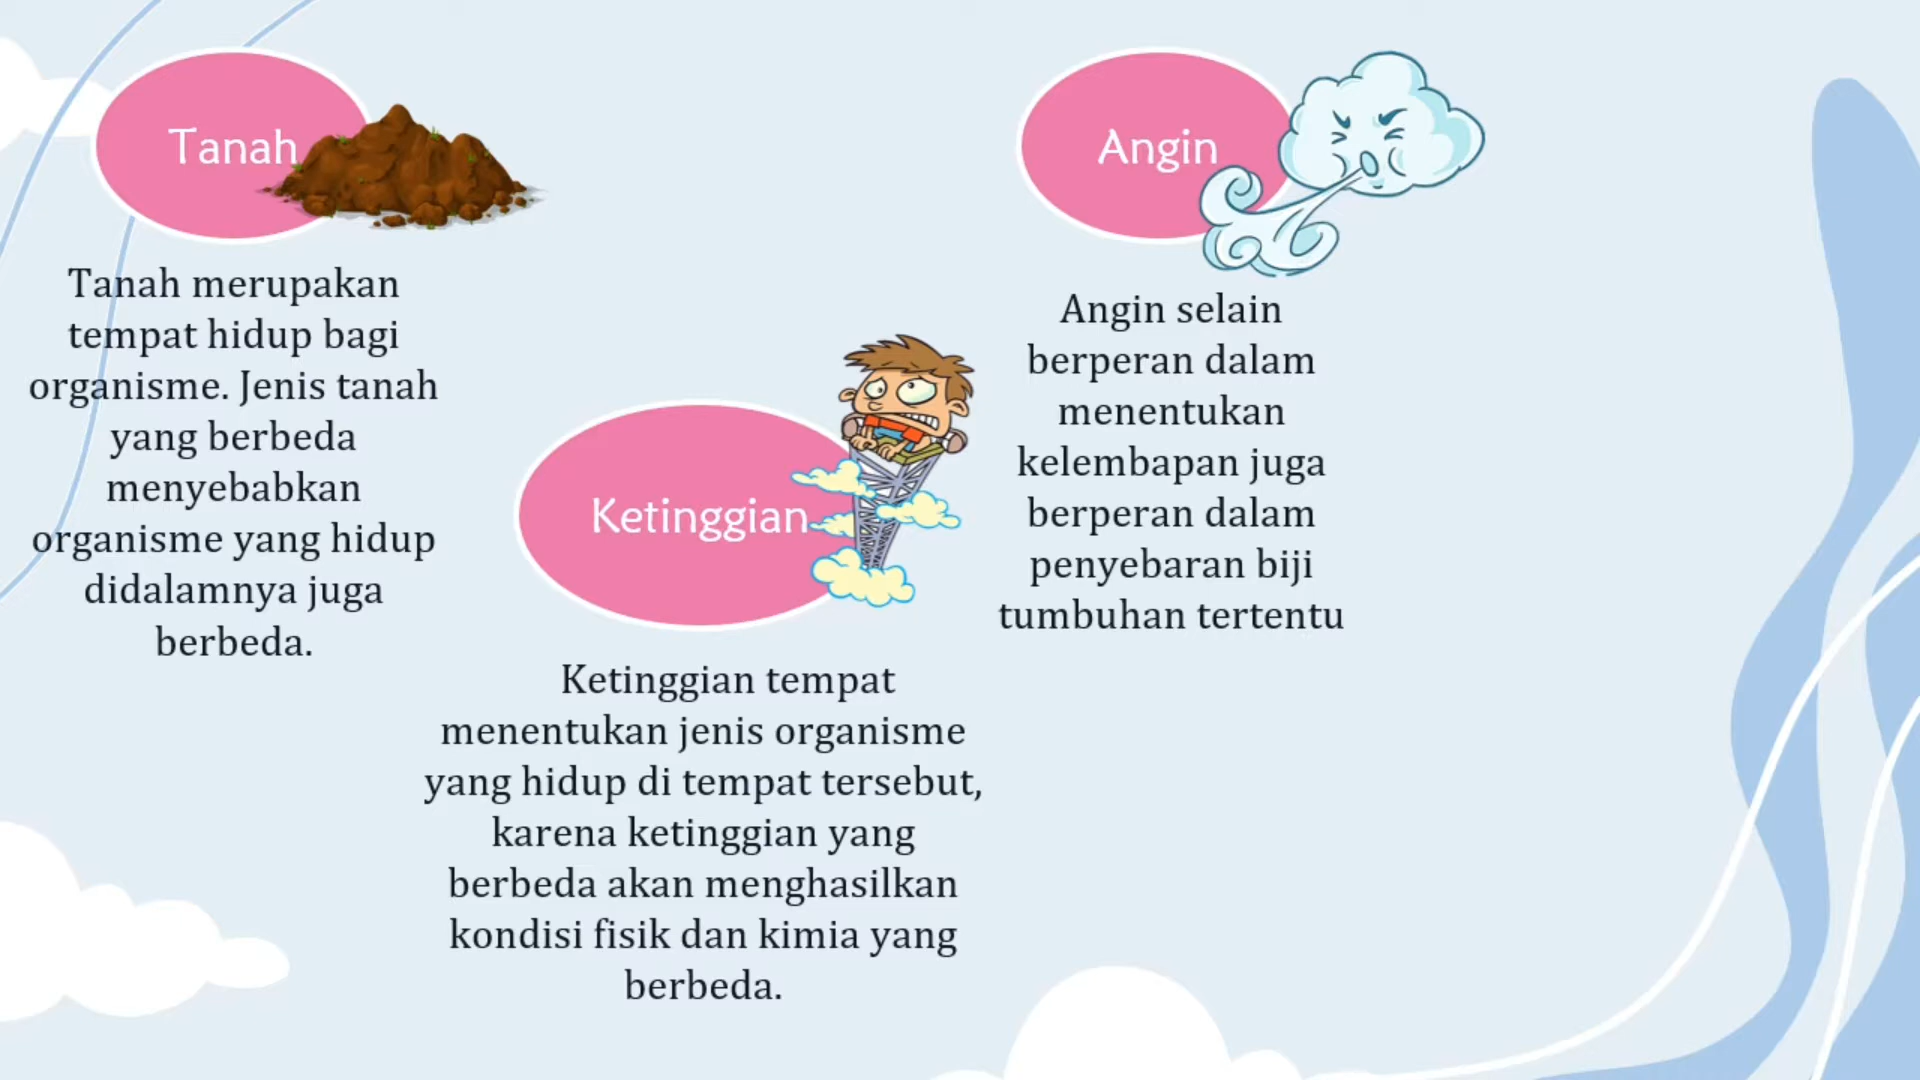 Tanah
Tanah merupakan
tempat hidup bagi
organisme. Jenis tanah
yang berbeda
menyebabkan
organisme yang hidup
didalamnya juga
berbeda.
Ketinggian
Ketinggian tempat
menentukan jenis organisme
yang hidup di tempat tersebut,
karena ketinggian yang
berbeda akan menghasilkan
kondisi fisik dan kimia yang
berbeda.
Angin
Angin selain
berperan dalam
menentukan
kelembapan juga
berperan dalam
penyebaran biji
tumbuhan tertentu